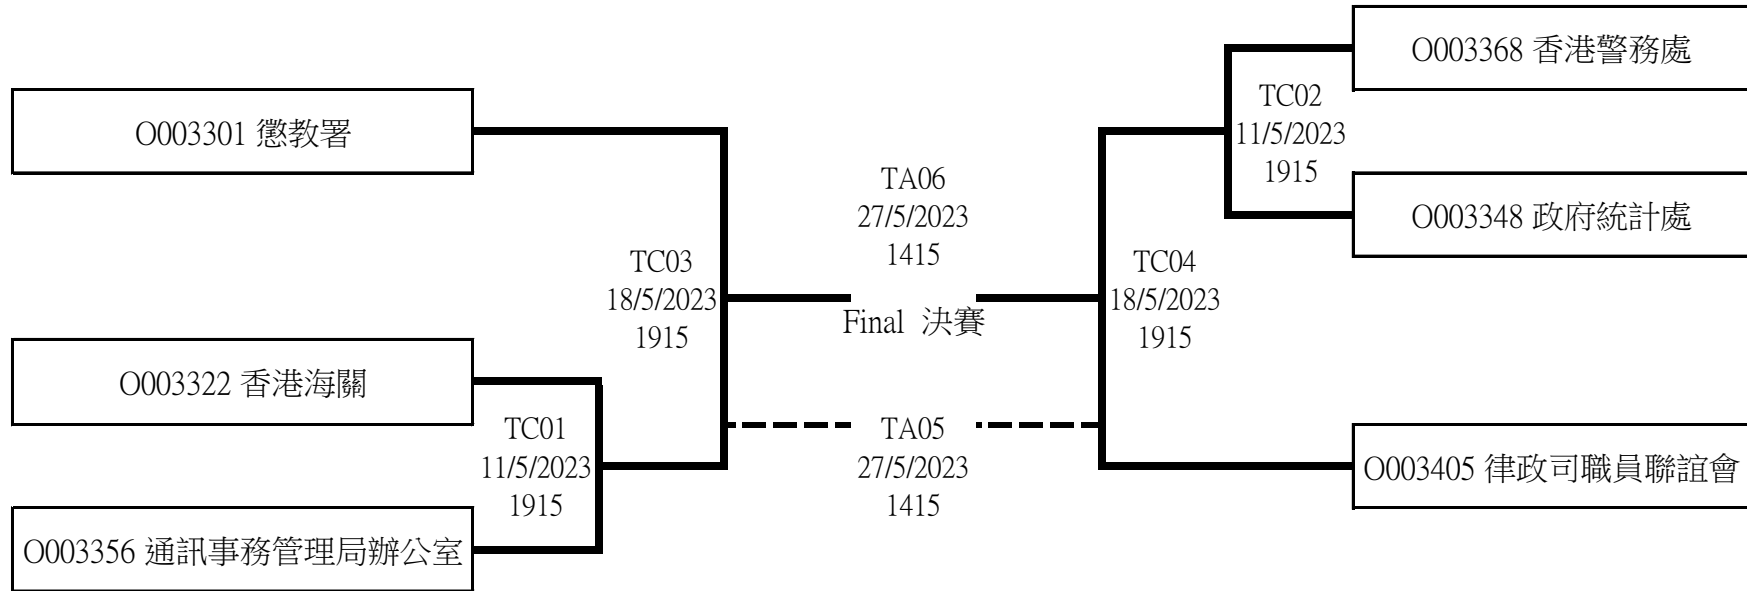 O003368 香港警務處
TC02
11/5/2023
1915
O003301 懲教署
TA06
27/5/2023
1415
O003348 政府統計處
TC03
18/5/2023
1915
TC04
18/5/2023
1915
Final 決賽
O003322 香港海關
TC01
11/5/2023
1915
TA05
27/5/2023
1415
O003405 律政司職員聯誼會
O003356 通訊事務管理局辦公室